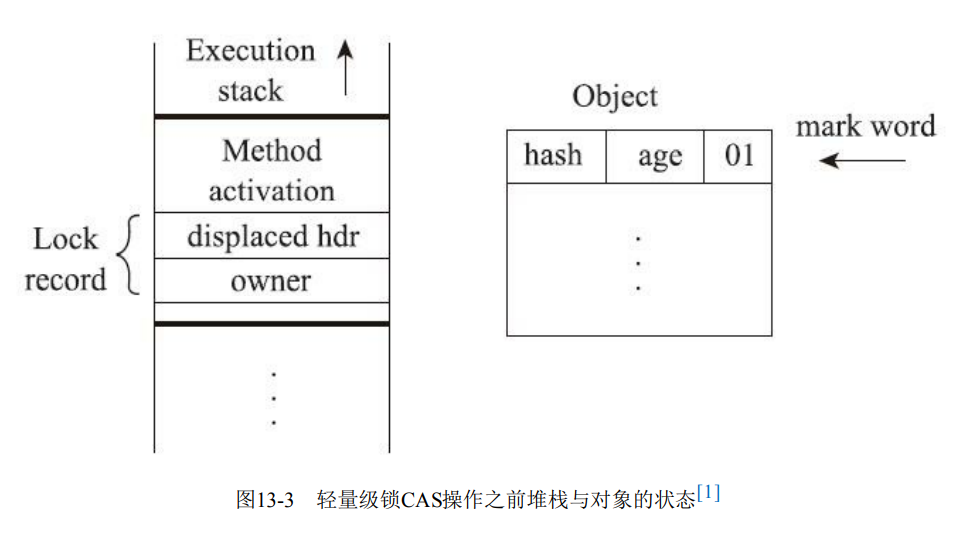 Execution
stack
Method
activation
Lock
record
displaced hdr
owner
Object
hash age 01
mark word
图13-3 轻量级锁CAS操作之前堆栈与对象的状态[1]